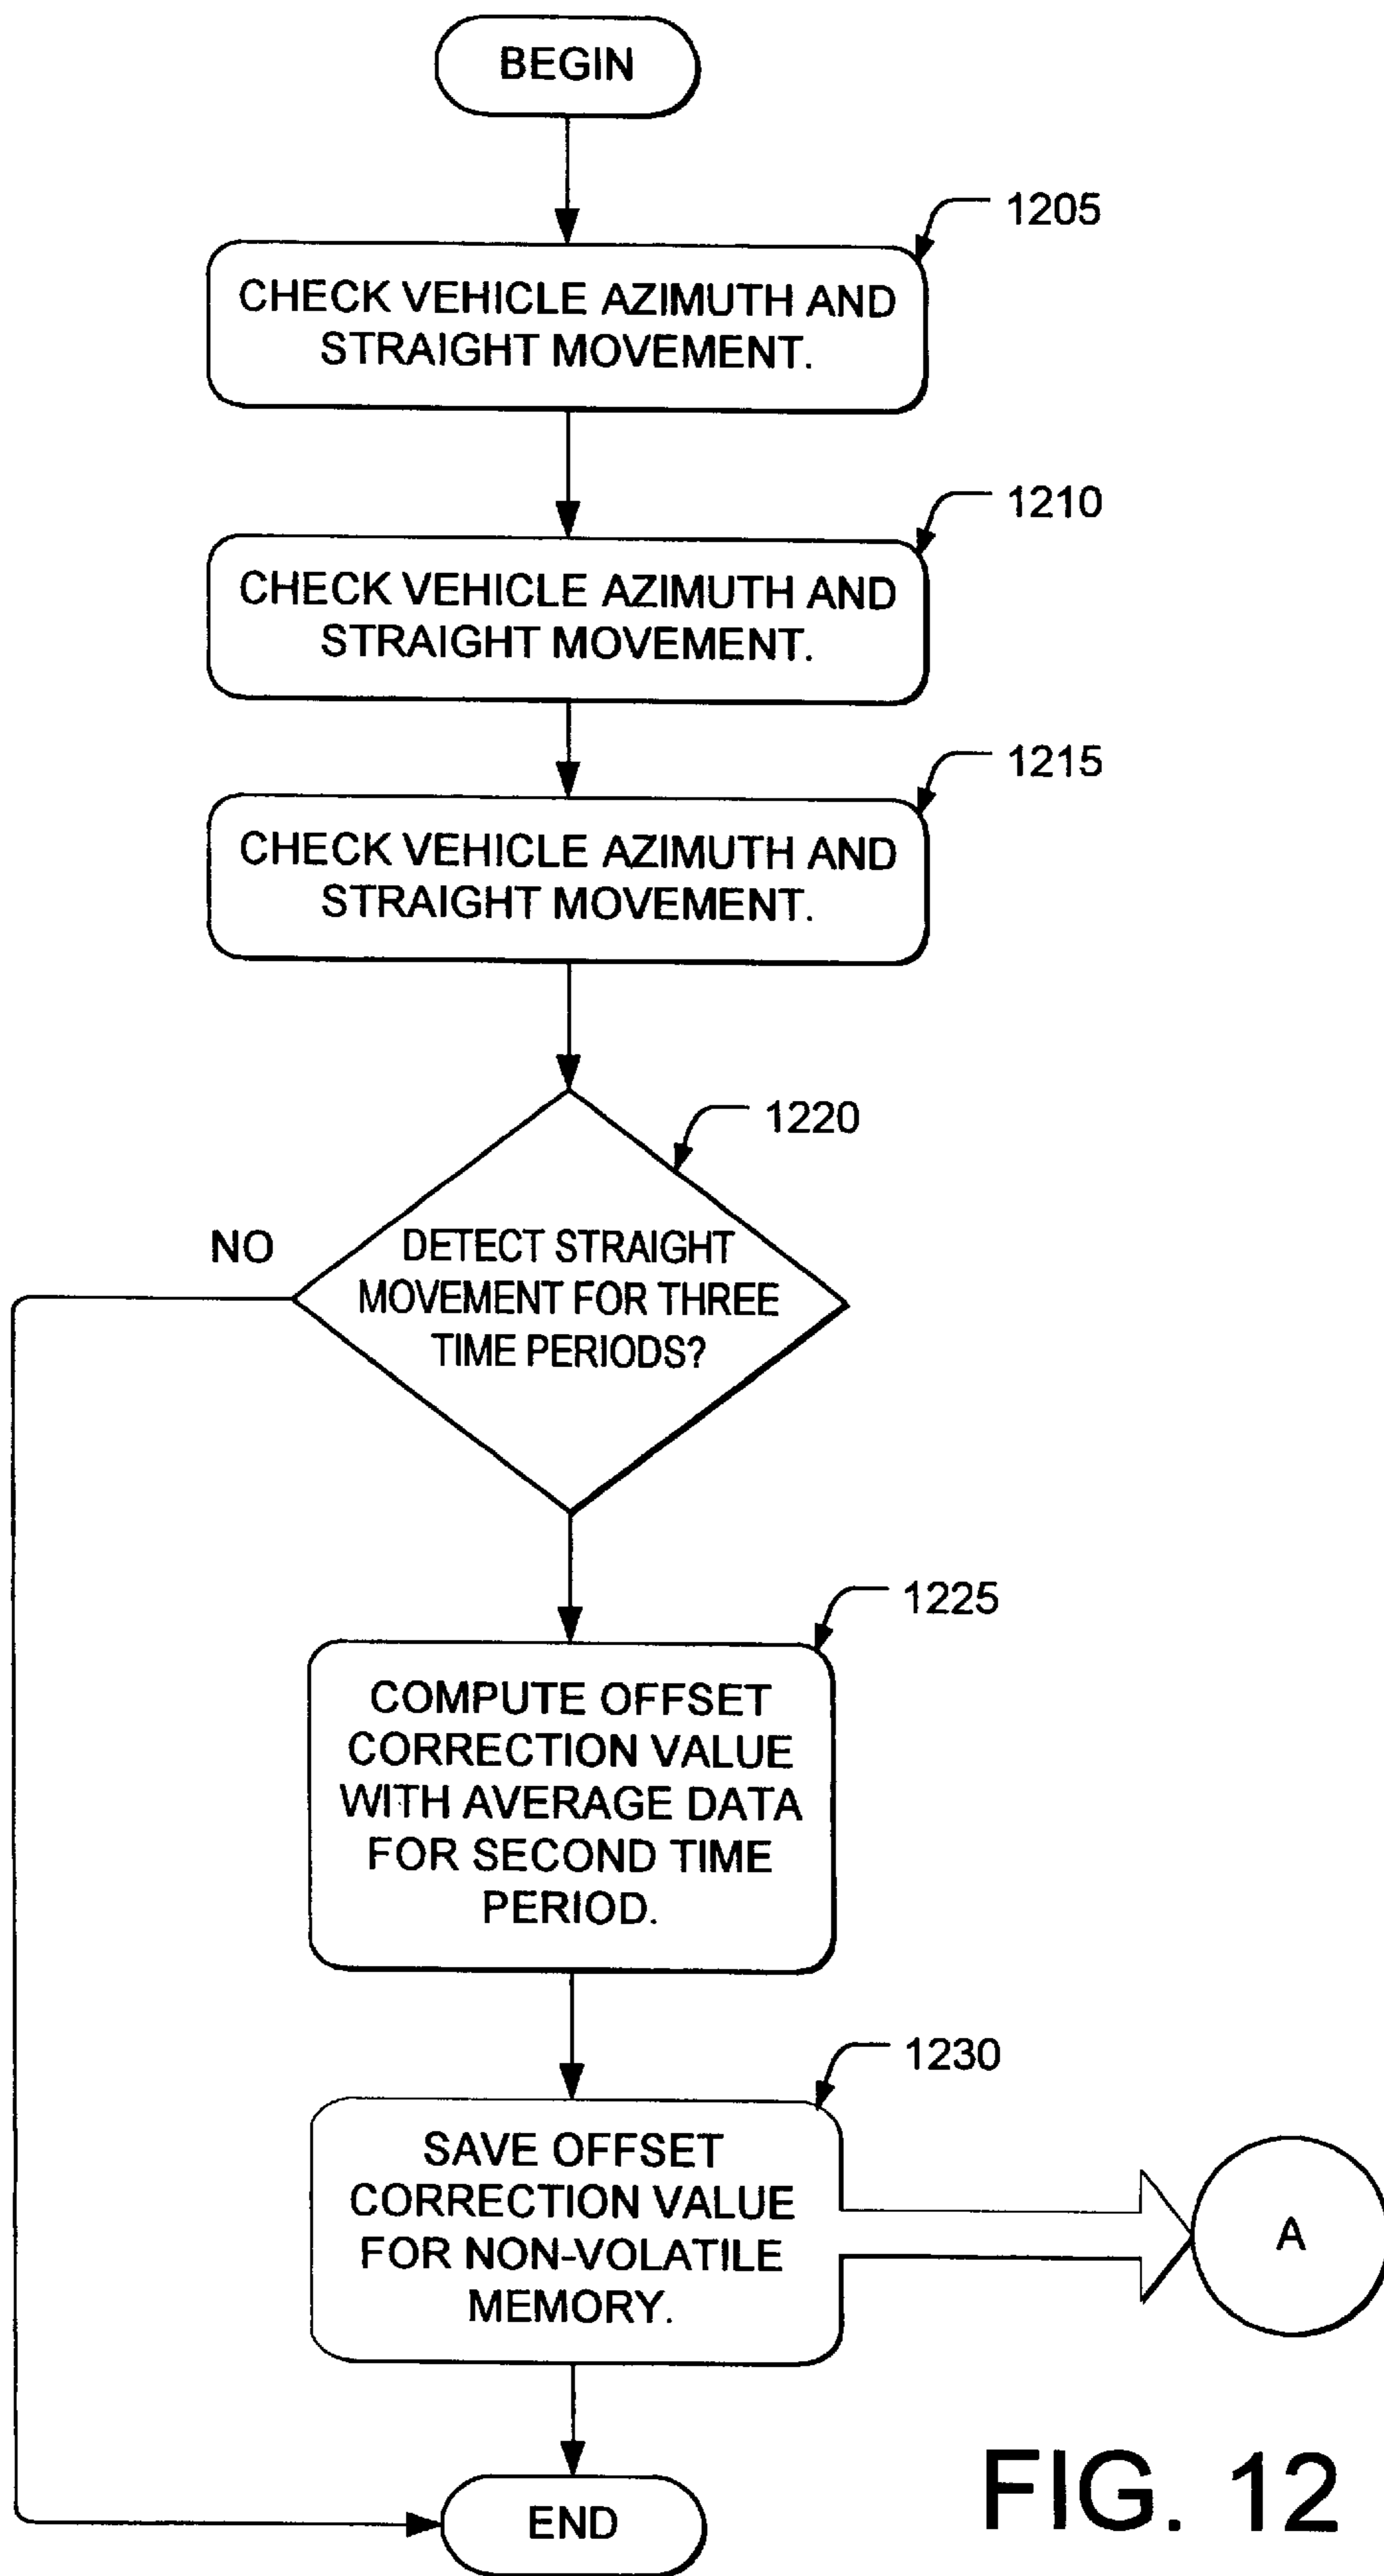 BEGIN
1205
CHECK VEHICLE AZIMUTH AND
STRAIGHT MOVEMENT.
1210
CHECK VEHICLE AZIMUTH AND
STRAIGHT MOVEMENT.
1215
CHECK VEHICLE AZIMUTH AND
STRAIGHT MOVEMENT.
1220
NO
DETECT STRAIGHT
MOVEMENT FOR THREE
TIME PERIODS?
1225
COMPUTE OFFSET
CORRECTION VALUE
WITH AVERAGE DATA
FOR SECOND TIME
PERIOD.
1230
SAVE OFFSET
CORRECTION VALUE
FOR NON-VOLATILE
MEMORY.
A
END
FIG. 12